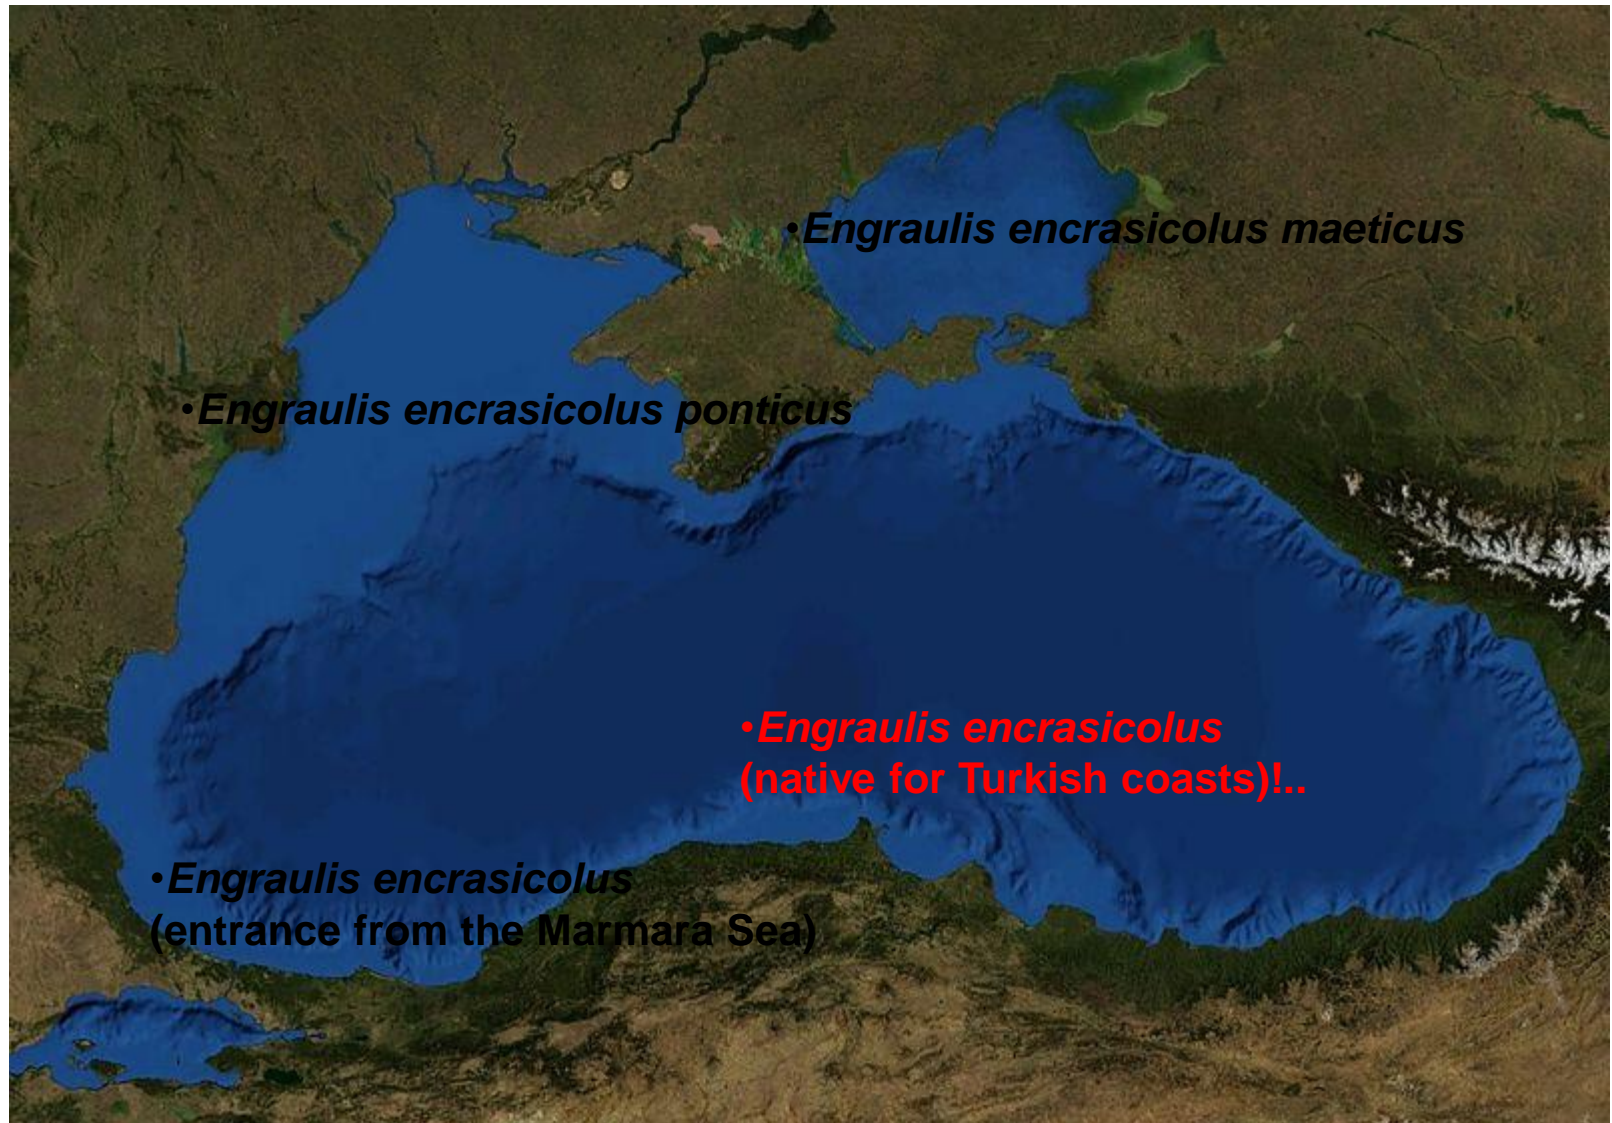 •Engraulis encrasicolus maeticus
•Engraulis encrasicolus ponticus
•Engraulis encrasicolus
(native for Turkish coasts)!..
•Engraulis encrasicolus
(entrance from the Marmara Sea)